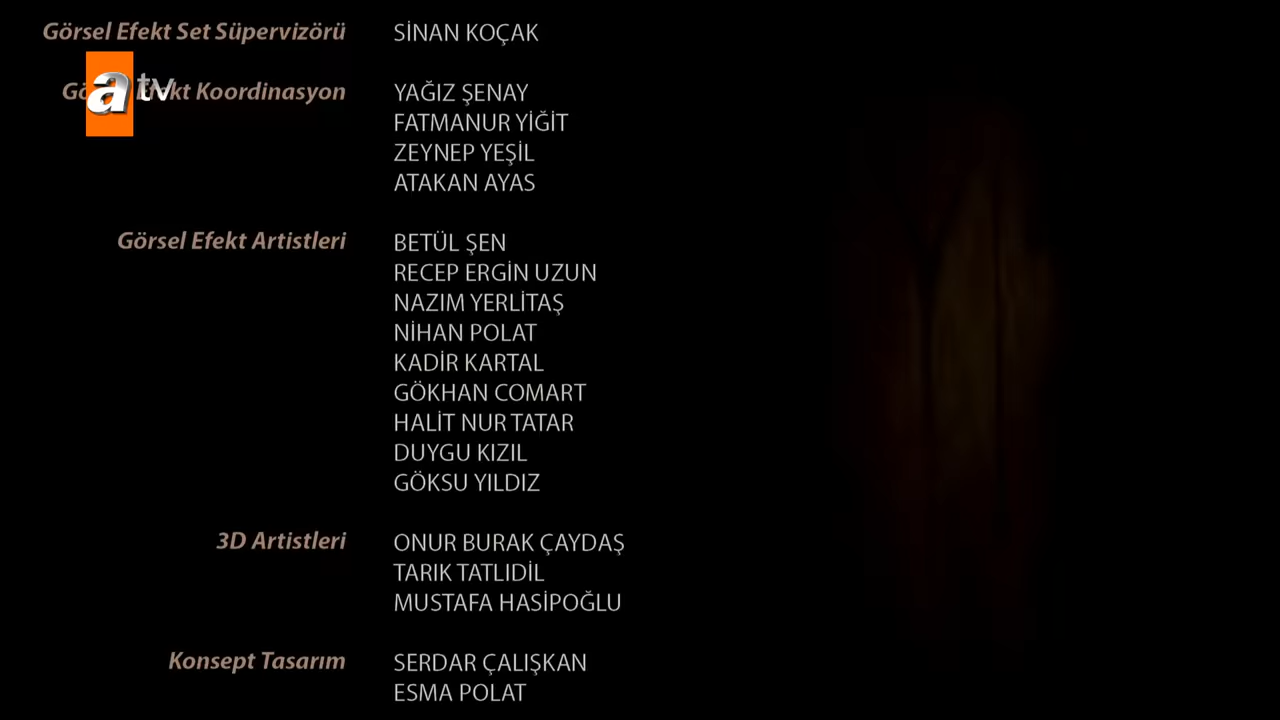 Görsel Efekt Set Süpervizörü SİNAN KOÇAK
atv
Efekt Koordinasyon YAĞIZ ŞENAY
FATMANUR YİĞİT
ZEYNEP YEŞİL
ATAKAN AYAS
Görsel Efekt Artistleri BETÜL ŞEN
RECEP ERGİN UZUN
NAZIM YERLİTAŞ
NİHAN POLAT
KADİR KARTAL
GÖKHAN COMART
HALİT NUR TATAR
DUYGU KIZIL
GÖKSU YILDIZ
3D Artistleri ONUR BURAK ÇAYDAŞ
TARIK TATLIDİL
MUSTAFA HASİPOĞLU
Konsept Tasarım SERDAR ÇALIŞKAN
ESMA POLAT